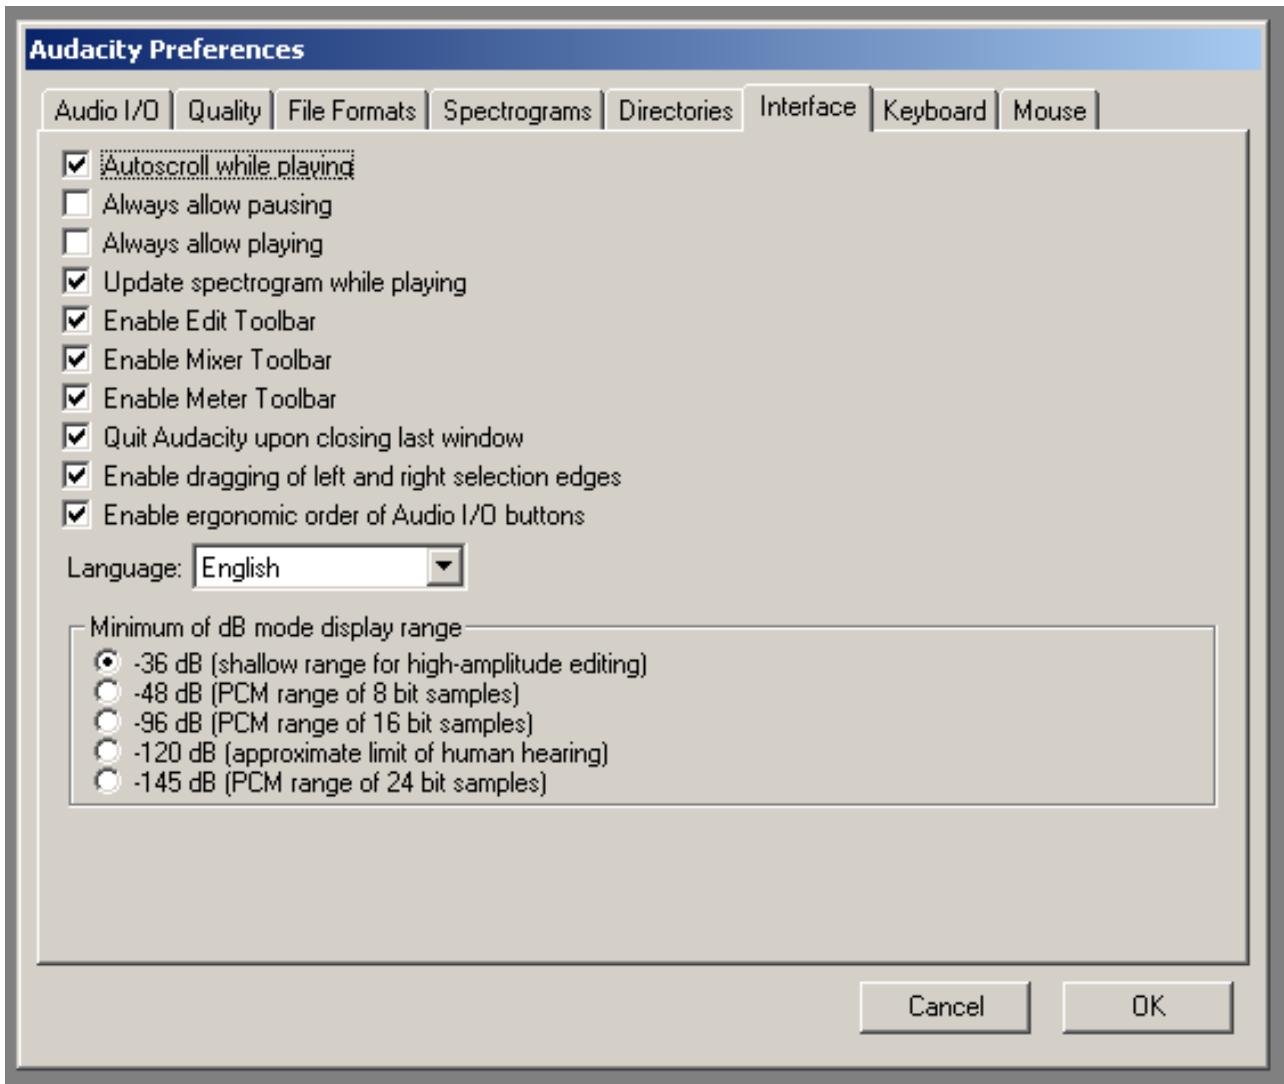 Audacity Preferences
Audio I/O Quality File Formats Spectrograms Directories Interface Keyboard Mouse
Autoscroll while playing
Always allow pausing
Always allow playing
Update spectrogram while playing
Enable Edit Toolbar
Enable Mixer Toolbar
Enable Meter Toolbar
Quit Audacity upon closing last window
Enable dragging of left and right selection edges
Enable ergonomic order of Audio I/O buttons
Language: English
Minimum of dB mode display range
-36 dB (shallow range for high-amplitude editing)
-48 dB (PCM range of 8 bit samples)
-96 dB (PCM range of 16 bit samples)
-120 dB (approximate limit of human hearing)
-145 dB (PCM range of 24 bit samples)
Cancel OK